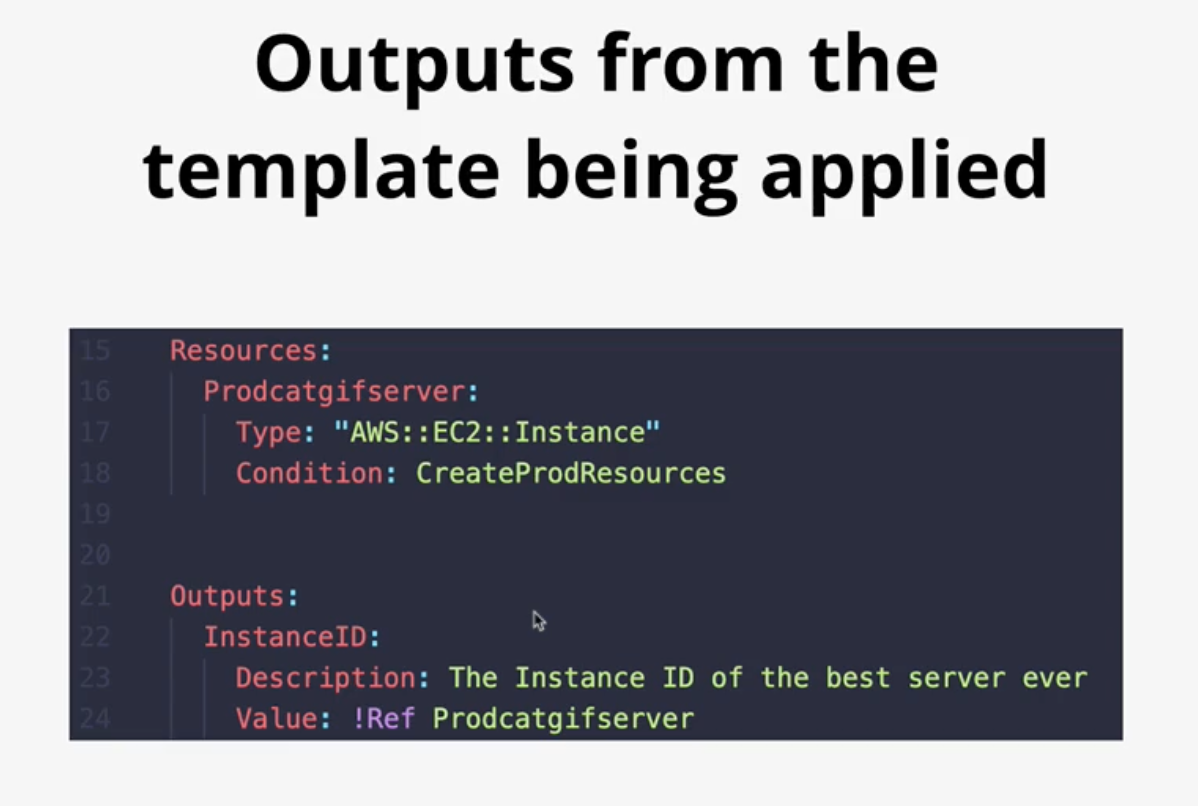 Outputs from the
template being applied
15 Resources:
16 Prodcatgifserver:
17 Type: "AWS::EC2::Instance"
18 Condition: CreateProdResources
19
20
21 Outputs:
22 InstanceID:
23 Description: The Instance ID of the best server ever
24 Value: !Ref Prodcatgifserver